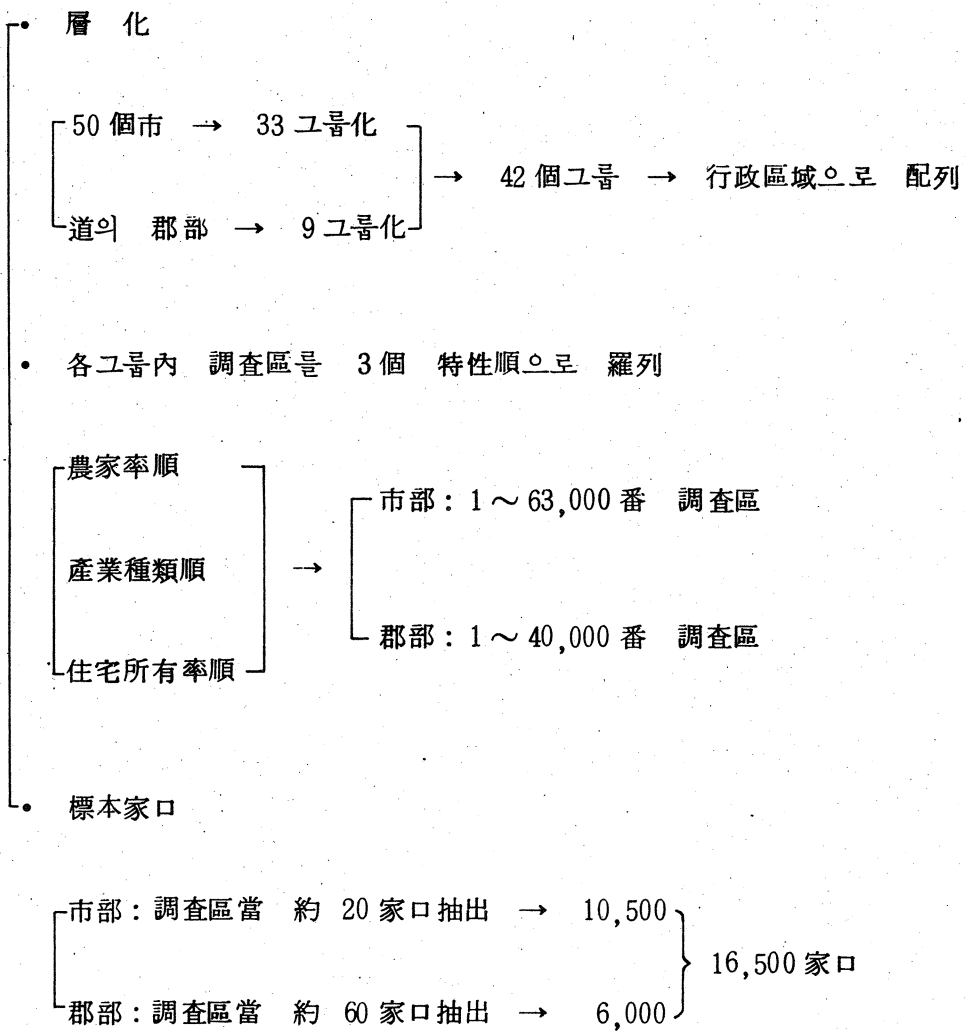 • 層 化
50 個市 → 33 그룹化
→ 42 個그룹 → 行政區域으로 配列
道의 郡部 → 9 그룹化
• 各그룹內 調査區를 3個 特性順으로 羅列
農家率順
市部 : 1 ~ 63,000 番 調査區
產業種類順 →
郡部 : 1 ~ 40,000 番 調査區
住宅所有率順
• 標本家口
市部 : 調査區當 約 20 家口抽出 → 10,500
16,500 家口
郡部 : 調査區當 約 60 家口抽出 → 6,000